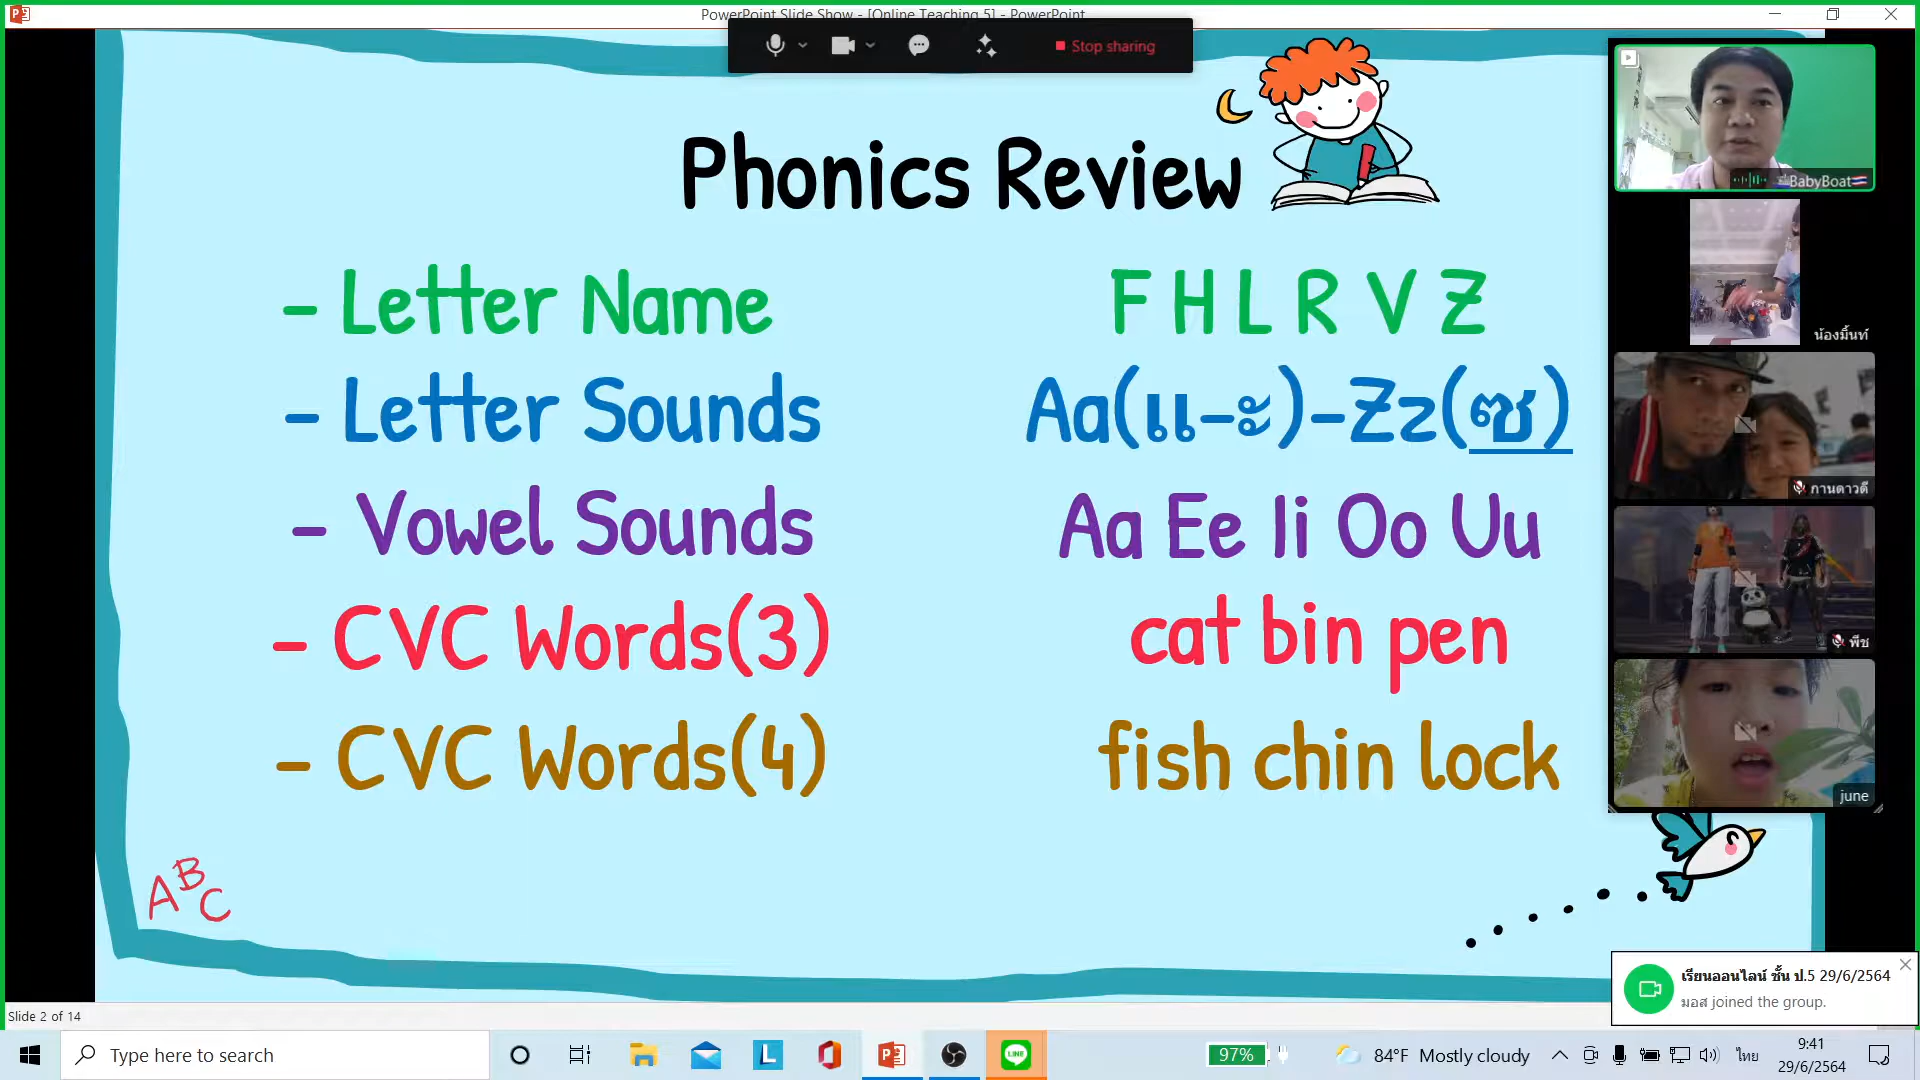 PowerPoint Slide Show - [Online Teaching 5] - PowerPoint
Stop sharing
Phonics Review
- Letter Name F H L R V Z
- Letter Sounds Aa(แ-ะ)-Zz(ซ)
- Vowel Sounds Aa Ee Ii Oo Uu
- CVC Words(3) cat bin pen
- CVC Words(4) fish chin lock
A B C
BabyBoat
น้องมิ้นท์
กานดาวดี
พีช
june
เรียนออนไลน์ ชั้น ป.5 29/6/2564
มอส joined the group.
Slide 2 of 14
Type here to search
L
LINE
97%
84°F Mostly cloudy
ไทย
9:41
29/6/2564